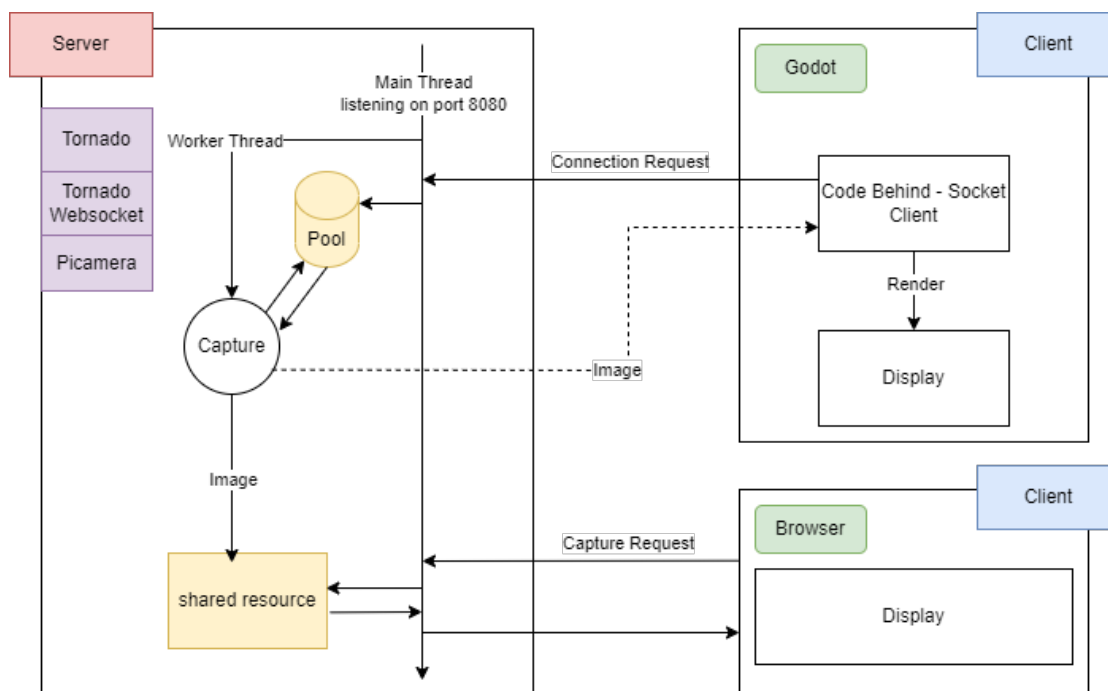 Server
Main Thread
listening on port 8080
Tornado
Tornado
Websocket
Picamera
Worker Thread
Pool
Capture
Image
shared resource
Connection Request
Image
Capture Request
Client
Godot
Code Behind - Socket
Client
Render
Display
Client
Browser
Display